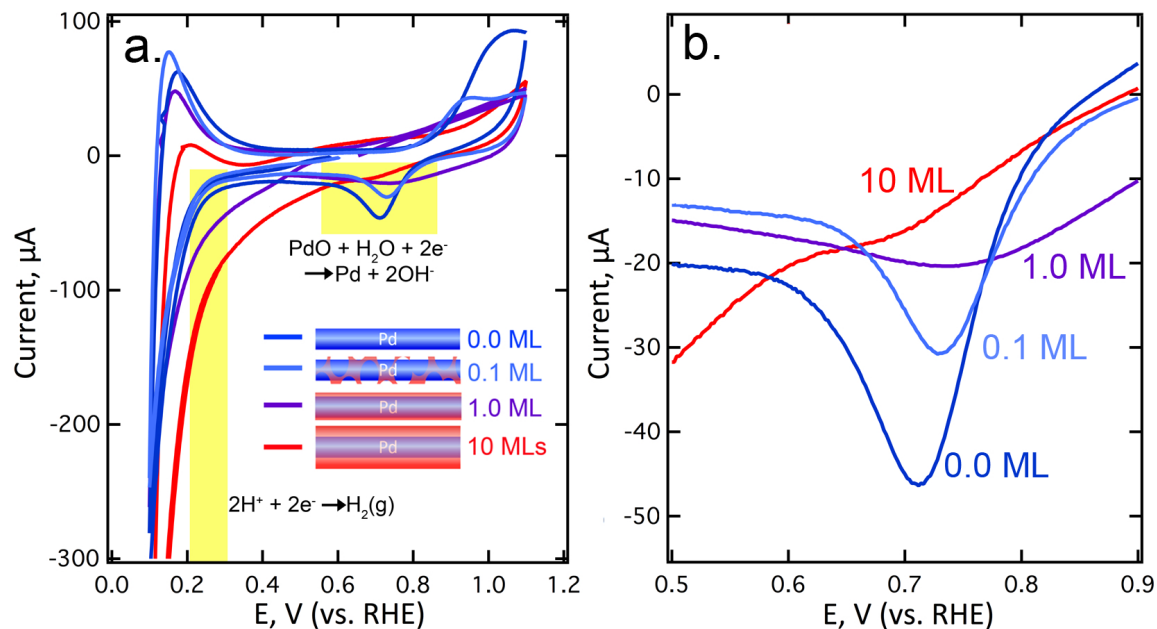 a.
100
0
-100
-200
-300
Current, µA
0.0 0.2 0.4 0.6 0.8 1.0 1.2
E, V (vs. RHE)
PdO + H₂O + 2e⁻
→Pd + 2OH⁻
Pd 0.0 ML
Pd 0.1 ML
Pd 1.0 ML
Pd 10 MLs
2H⁺ + 2e⁻ →H₂(g)
b.
0
-10
-20
-30
-40
-50
Current, µA
10 ML
1.0 ML
0.1 ML
0.0 ML
0.5 0.6 0.7 0.8 0.9
E, V (vs. RHE)